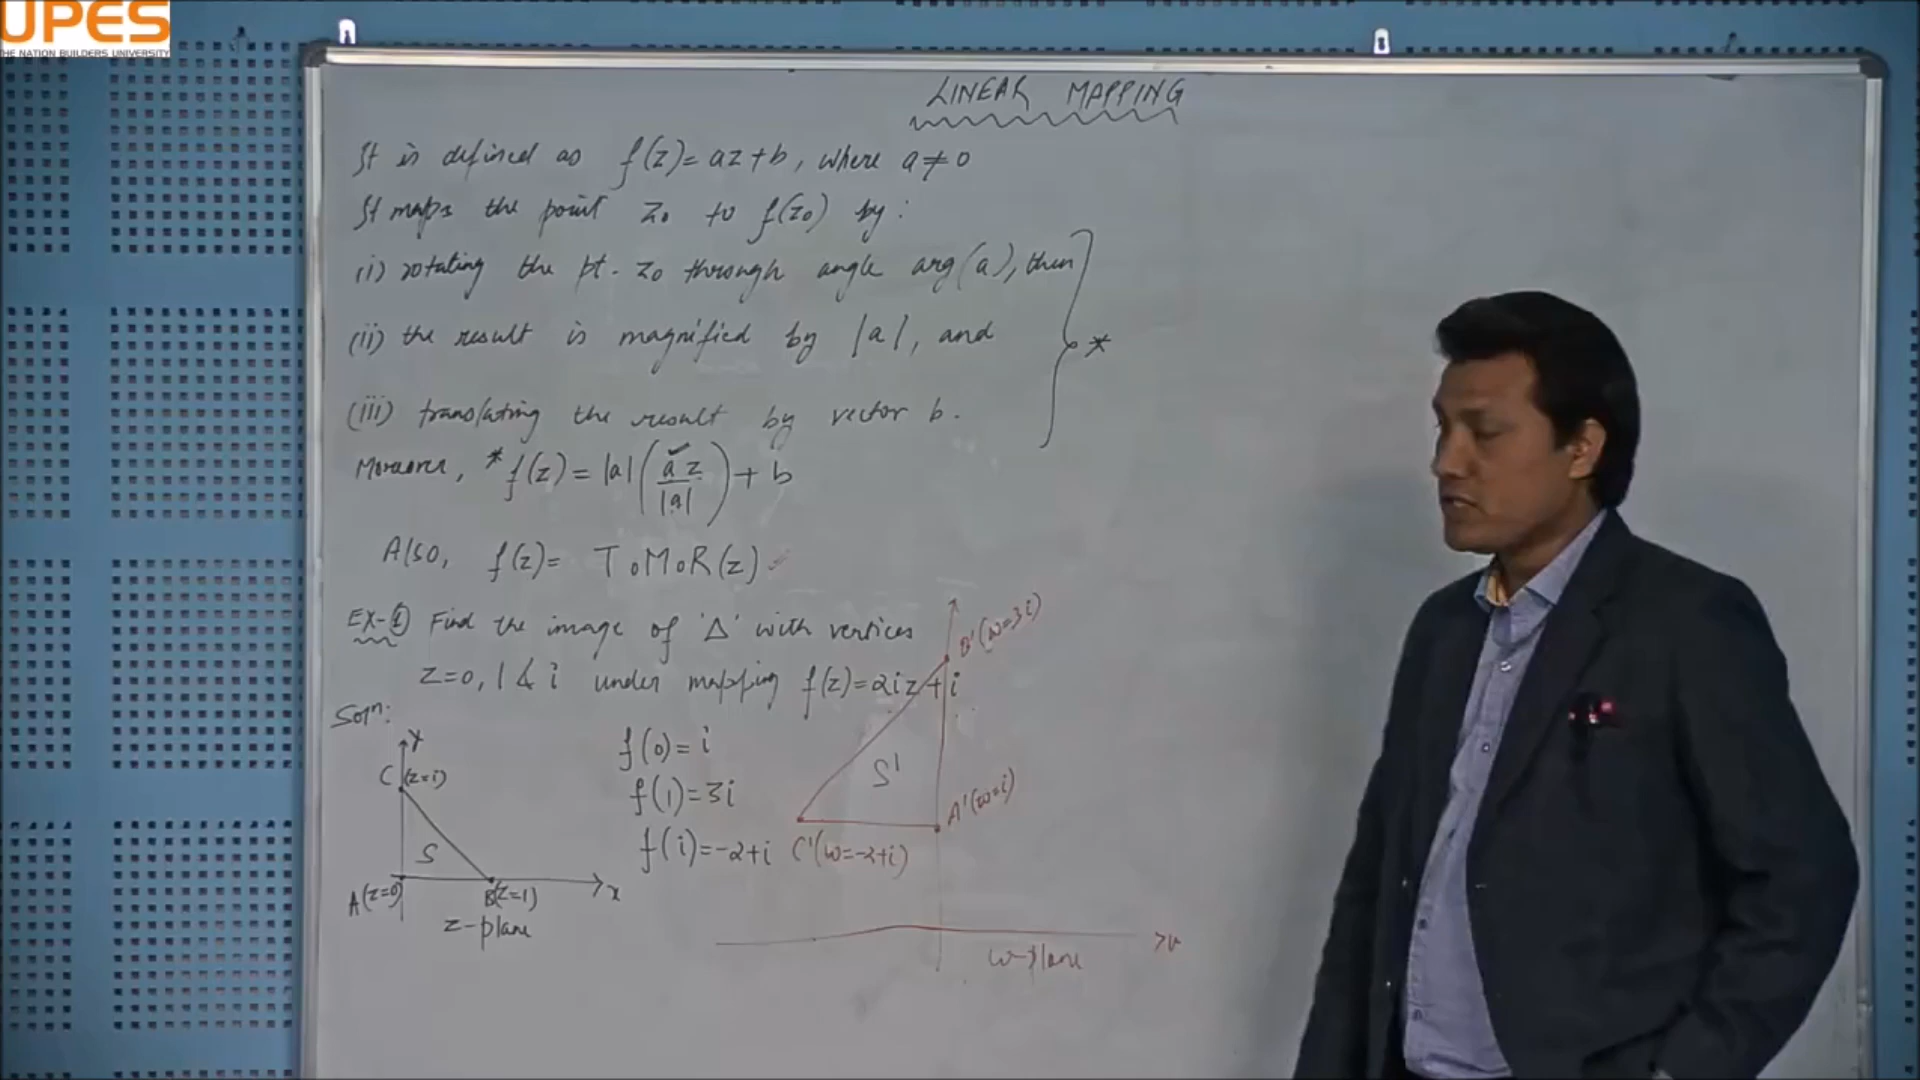 UPES
THE NATION BUILDERS UNIVERSITY
LINEAR MAPPING
It is defined as f(z)=az+b, where a≠0
It maps the point z₀ to f(z₀) by:
(i) rotating the pt. z₀ through angle arg(a), then
(ii) the result is magnified by |a|, and
*
(iii) translating the result by vector b.
Moreover, * f(z) = |a| (a z / |a|) + b
Also, f(z) = T∘M∘R(z)
EX-1 Find the image of 'Δ' with vertices
z=0, 1 & i under mapping f(z)=2iz+i
Solⁿ:
f(0)=i
f(1)=3i
f(i)=-2+i
y
C (z=i)
S
A(z=0)
B(z=1)
x
z-plane
B'(w=3i)
S'
A'(w=i)
C'(w=-2+i)
w-plane